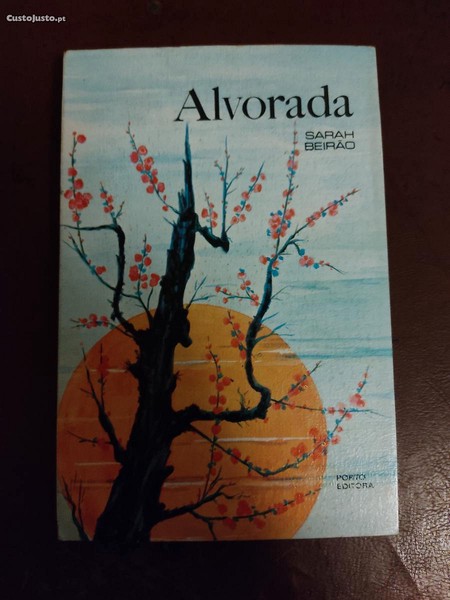 CustoJusto.pt
Alvorada
SARAH
BEIRÃO
PORTO
EDITORA